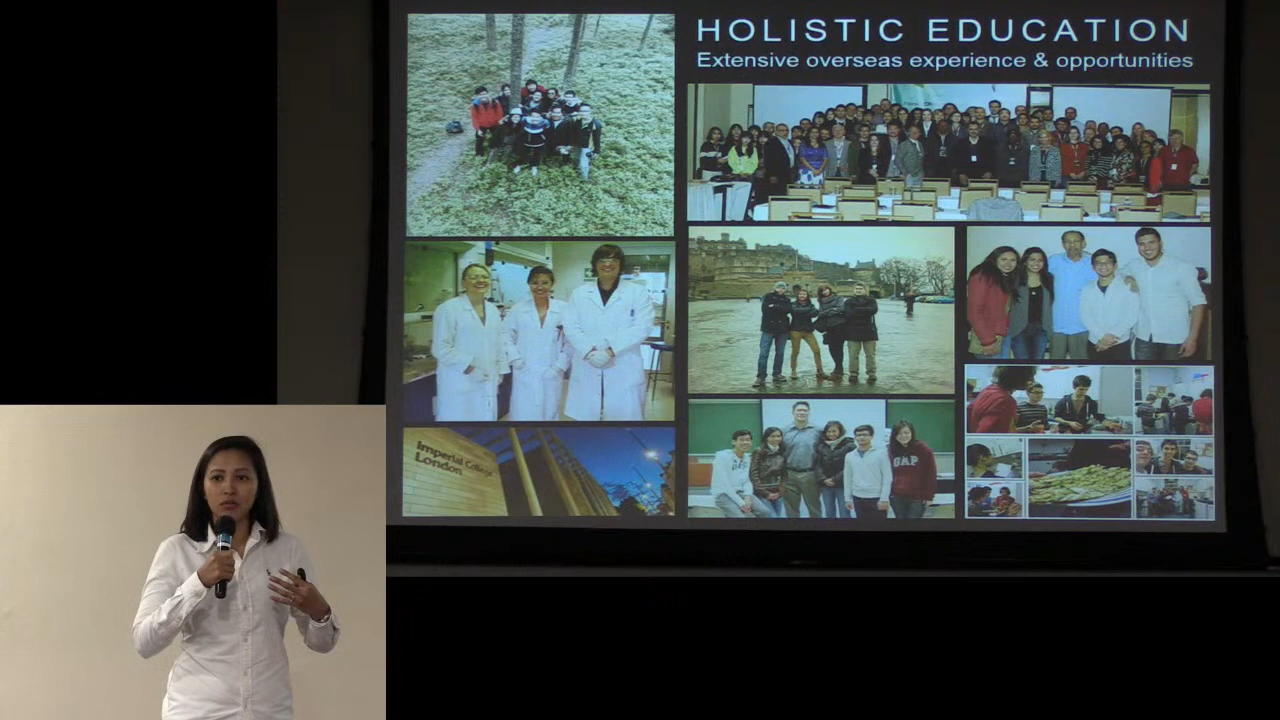 HOLISTIC EDUCATION
Extensive overseas experience & opportunities
Imperial College
London
GAP